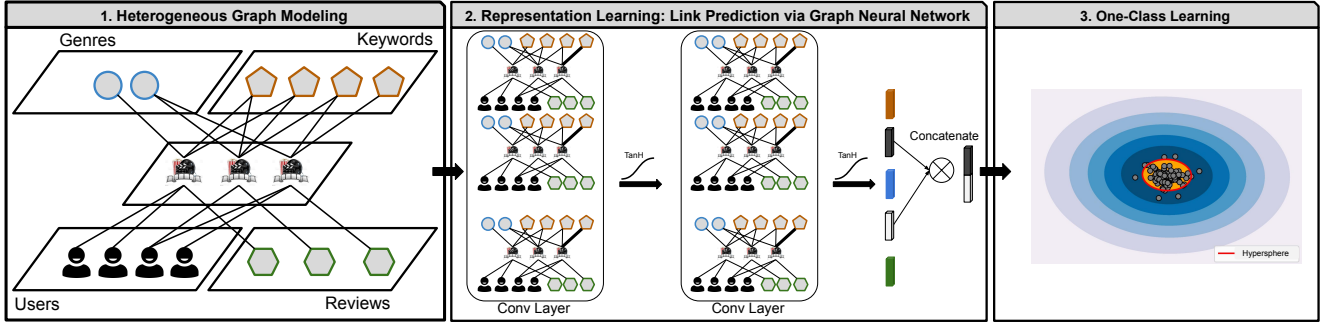 1. Heterogeneous Graph Modeling
Genres
Keywords
Users
Reviews
2. Representation Learning: Link Prediction via Graph Neural Network
TanH
TanH
Concatenate
Conv Layer
Conv Layer
3. One-Class Learning
Hypersphere